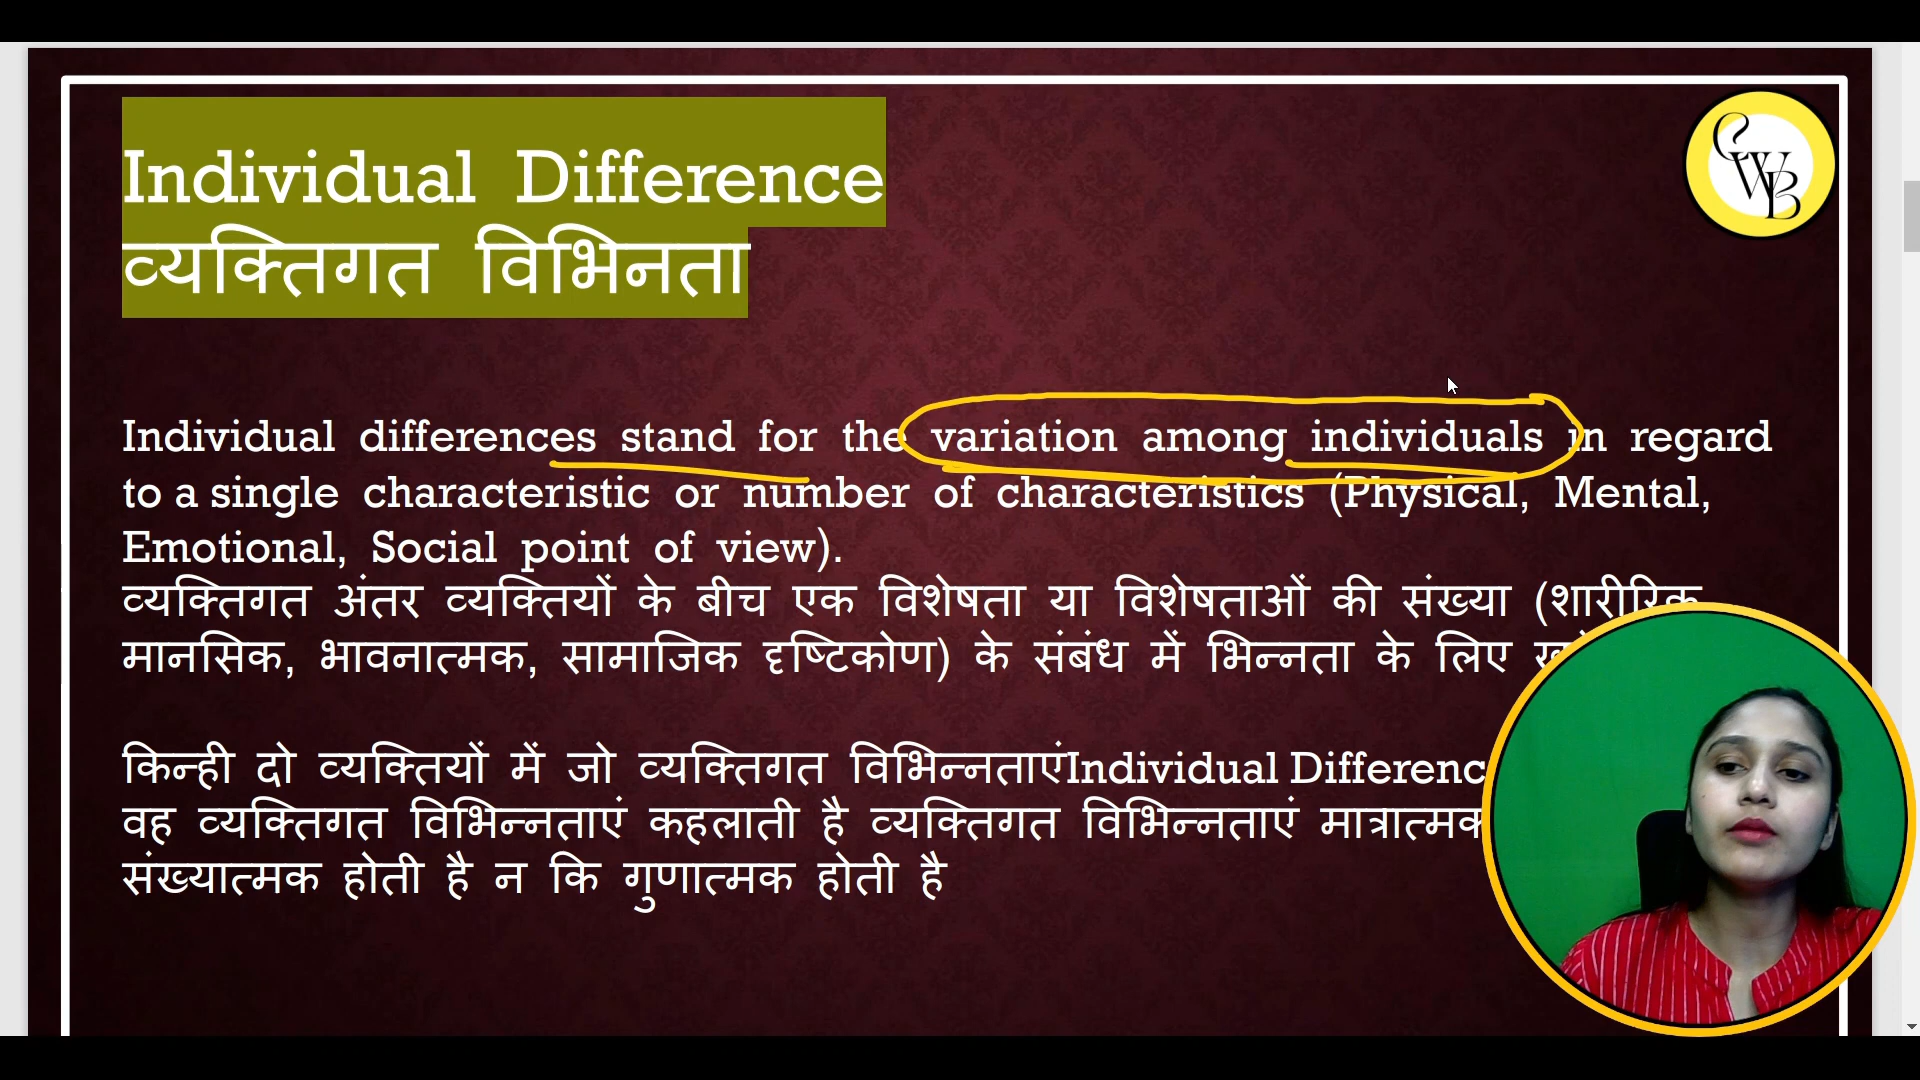 CWB
Individual Difference
व्यक्तिगत विभिनता
Individual differences stand for the variation among individuals in regard
to a single characteristic or number of characteristics (Physical, Mental,
Emotional, Social point of view).
व्यक्तिगत अंतर व्यक्तियों के बीच एक विशेषता या विशेषताओं की संख्या (शारीरिक
मानसिक, भावनात्मक, सामाजिक दृष्टिकोण) के संबंध में भिन्नता के लिए
किन्ही दो व्यक्तियों में जो व्यक्तिगत विभिन्नताएंIndividual
वह व्यक्तिगत विभिन्नताएं कहलाती है व्यक्तिगत विभिन्नताएं मात्रात्मक
संख्यात्मक होती है न कि गुणात्मक होती है